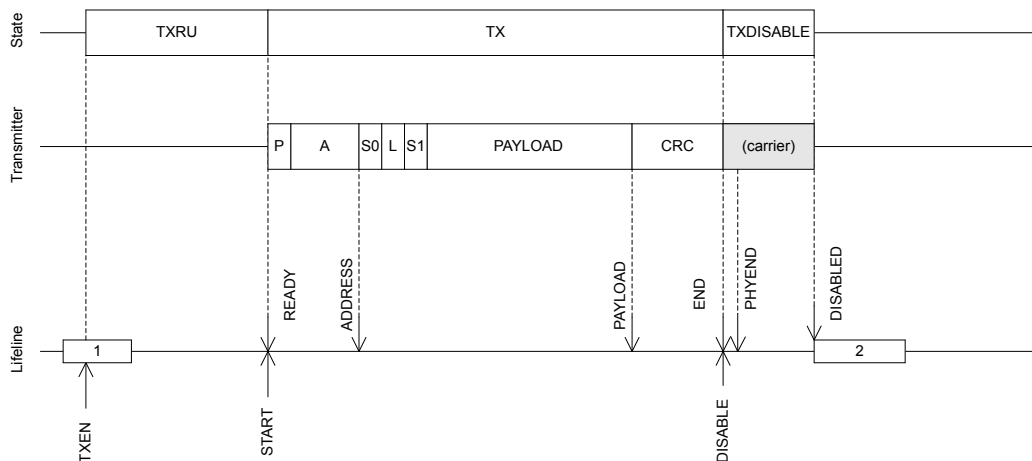 State
TXRU
TX
TXDISABLE
Transmitter
P
A
S0
L
S1
PAYLOAD
CRC
(carrier)
READY
ADDRESS
PAYLOAD
END
PHYEND
DISABLED
Lifeline
1
2
TXEN
START
DISABLE